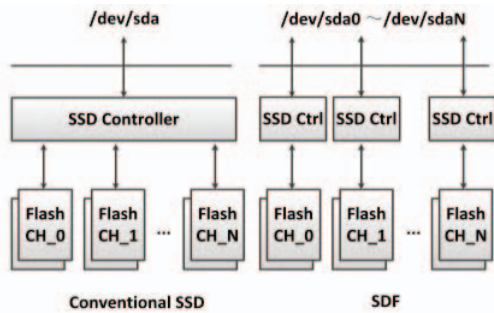 /dev/sda
/dev/sda0 ～/dev/sdaN
SSD Controller
SSD Ctrl
SSD Ctrl
SSD Ctrl
Flash
CH_0
Flash
CH_1
...
Flash
CH_N
Flash
CH_0
Flash
CH_1
...
Flash
CH_N
Conventional SSD
SDF